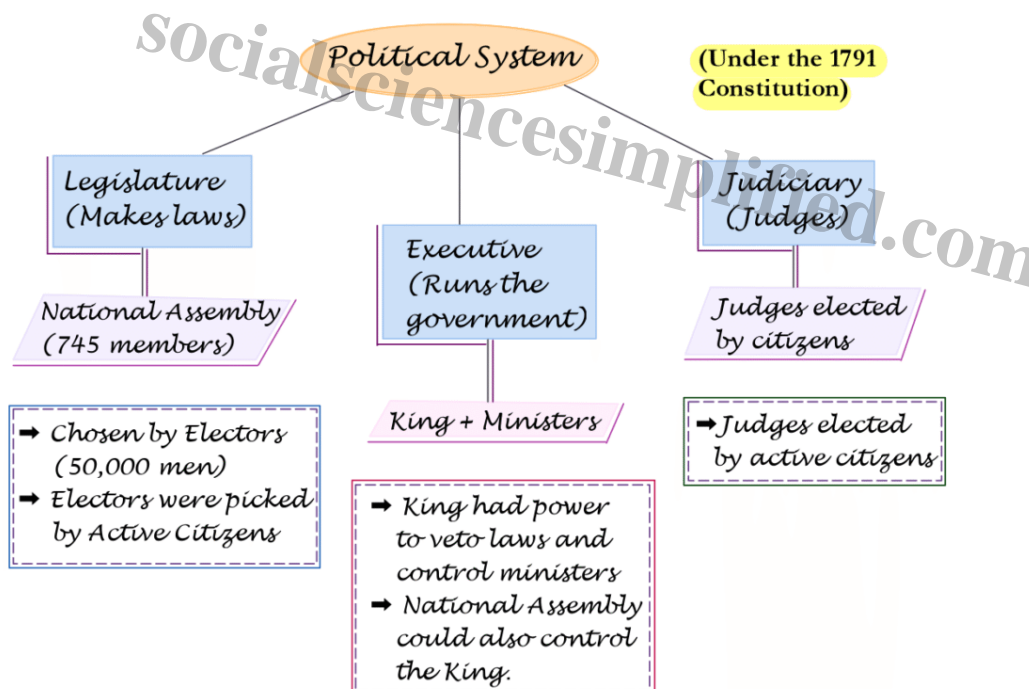 socialsciencesimplified.com
Political System
(Under the 1791
Constitution)
Legislature
(Makes laws)
National Assembly
(745 members)
➡ Chosen by Electors
(50,000 men)
➡ Electors were picked
by Active Citizens
Executive
(Runs the
government)
King + Ministers
➡ King had power
to veto laws and
control ministers
➡ National Assembly
could also control
the King.
Judiciary
(Judges)
Judges elected
by citizens
➡ Judges elected
by active citizens